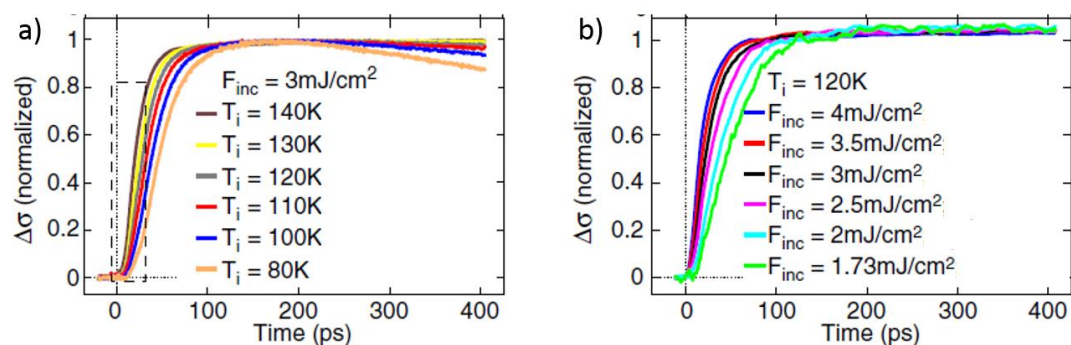 a)
Δσ (normalized)
1
0.8
0.6
0.4
0.2
0
F_inc = 3mJ/cm²
T_i = 140K
T_i = 130K
T_i = 120K
T_i = 110K
T_i = 100K
T_i = 80K
0 100 200 300 400
Time (ps)
b)
Δσ (normalized)
1
0.8
0.6
0.4
0.2
0
T_i = 120K
F_inc = 4mJ/cm²
F_inc = 3.5mJ/cm²
F_inc = 3mJ/cm²
F_inc = 2.5mJ/cm²
F_inc = 2mJ/cm²
F_inc = 1.73mJ/cm²
0 100 200 300 400
Time (ps)